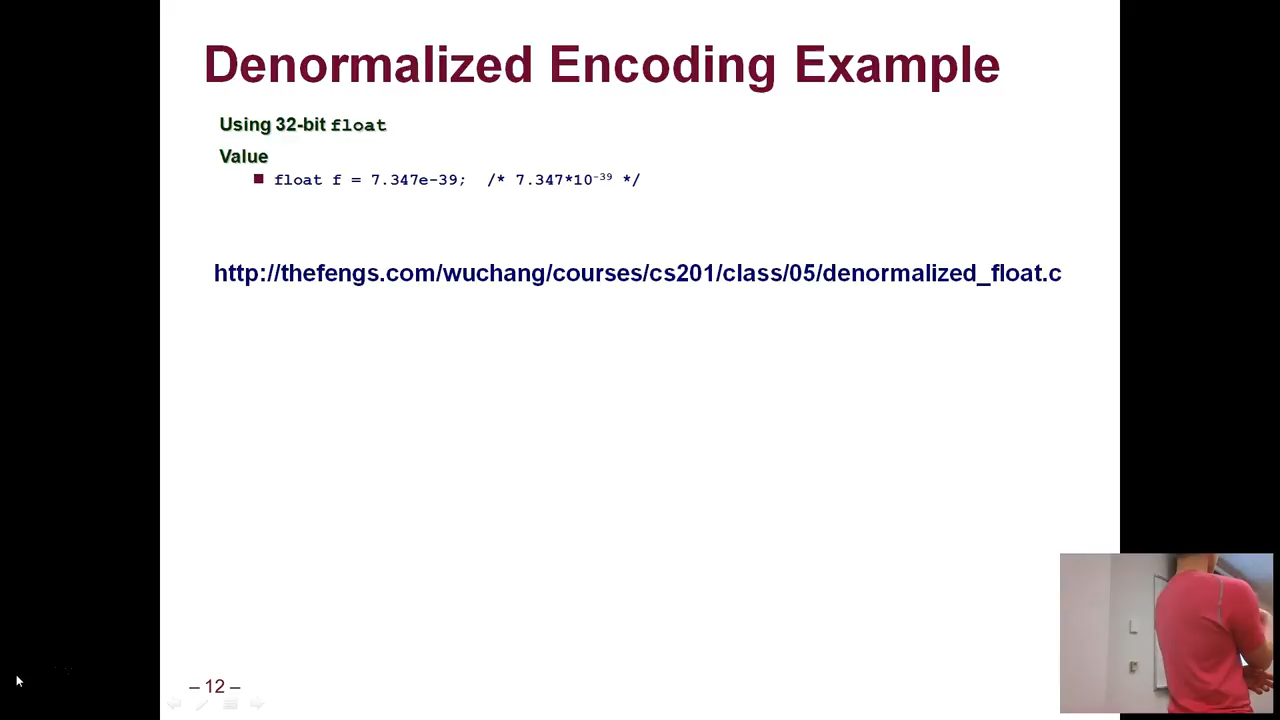 Denormalized Encoding Example
Using 32-bit float
Value
float f = 7.347e-39; /* 7.347*10⁻³⁹ */
http://thefengs.com/wuchang/courses/cs201/class/05/denormalized_float.c
– 12 –